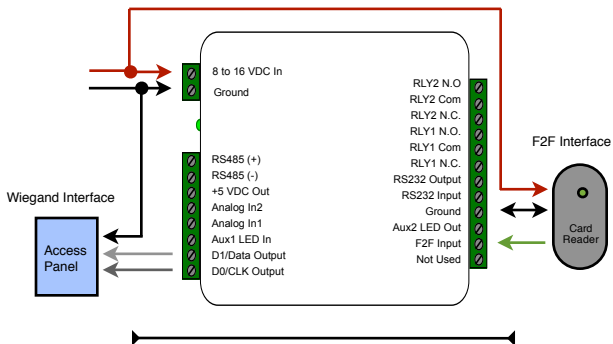 8 to 16 VDC In
Ground
RS485 (+)
RS485 (-)
+5 VDC Out
Analog In2
Analog In1
Aux1 LED In
D1/Data Output
D0/CLK Output
RLY2 N.O
RLY2 Com
RLY2 N.C.
RLY1 N.O.
RLY1 Com
RLY1 N.C.
RS232 Output
RS232 Input
Ground
Aux2 LED Out
F2F Input
Not Used
Wiegand Interface
Access
Panel
F2F Interface
Card
Reader